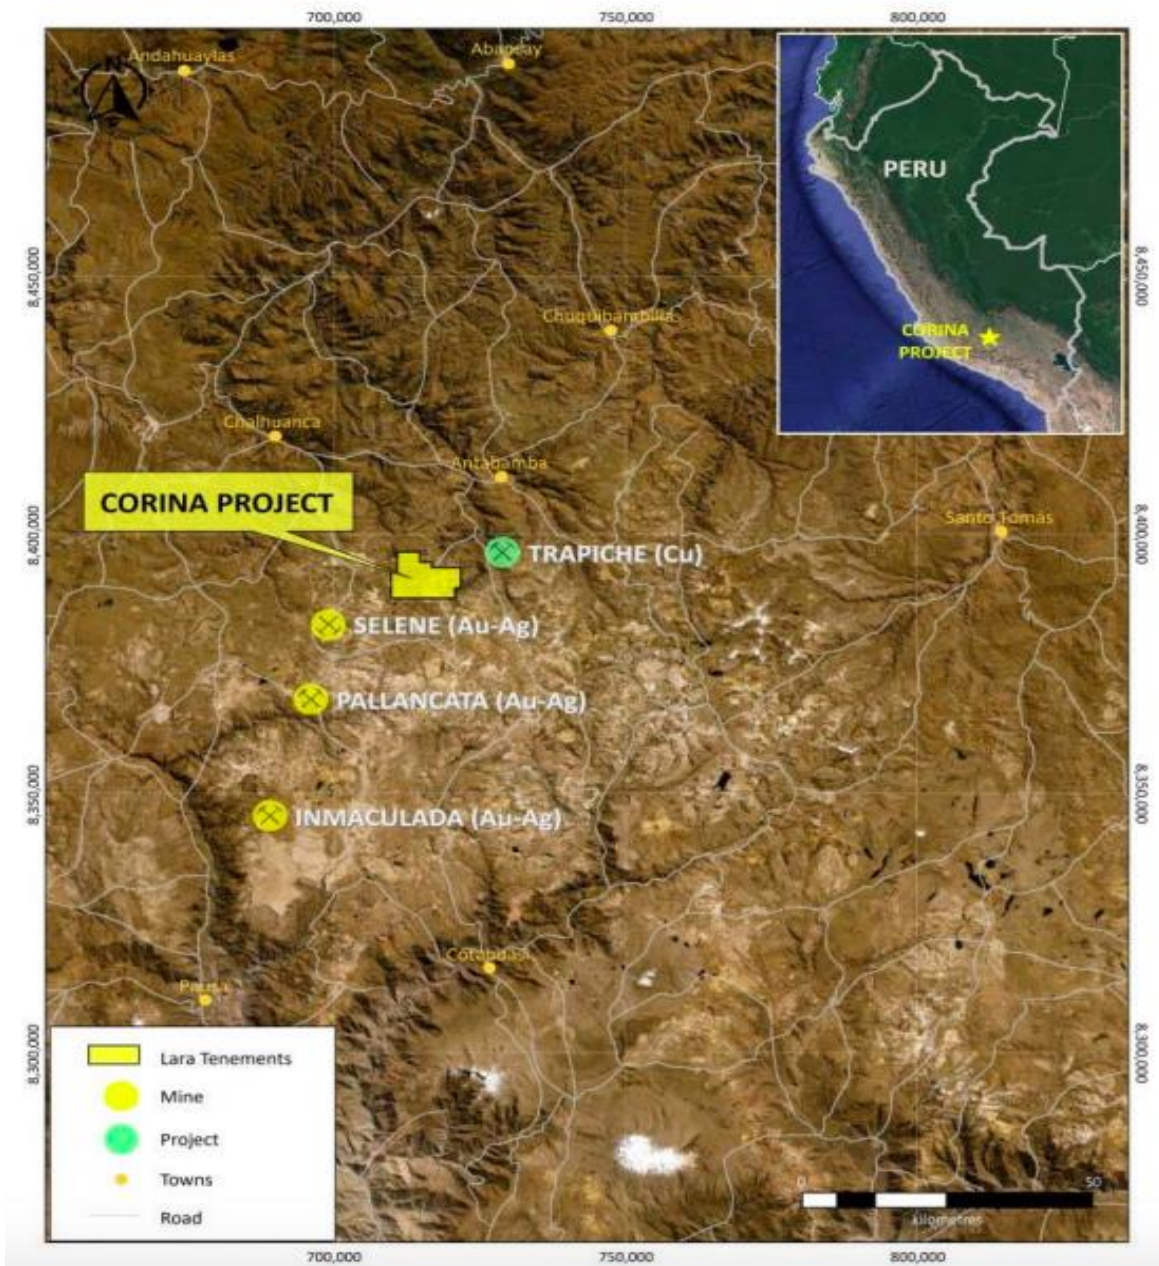 700,000
750,000
800,000
Andahuaylas
Abancay
N
PERU
CORINA
PROJECT
8,450,000
8,450,000
Chuquibambilla
Chalhuanca
Antabamba
CORINA PROJECT
8,400,000
8,400,000
Santo Tomás
TRAPICHE (Cu)
SELENE (Au-Ag)
PALLANCATA (Au-Ag)
8,350,000
8,350,000
INMACULADA (Au-Ag)
Cotahuasi
Pausa
8,300,000
8,300,000
Lara Tenements
Mine
Project
Towns
Road
0
50
kilometres
700,000
750,000
800,000